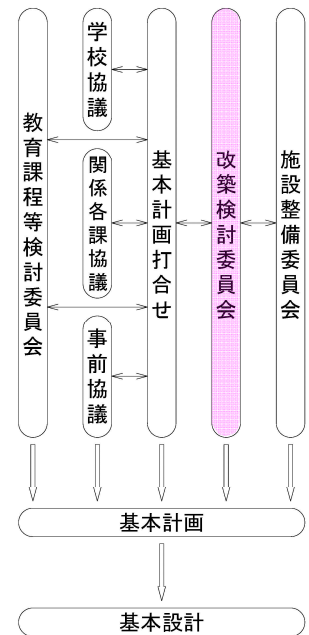 教育課程等検討委員会
学校協議
関係各課協議
事前協議
基本計画打合せ
改築検討委員会
施設整備委員会
基本計画
基本設計